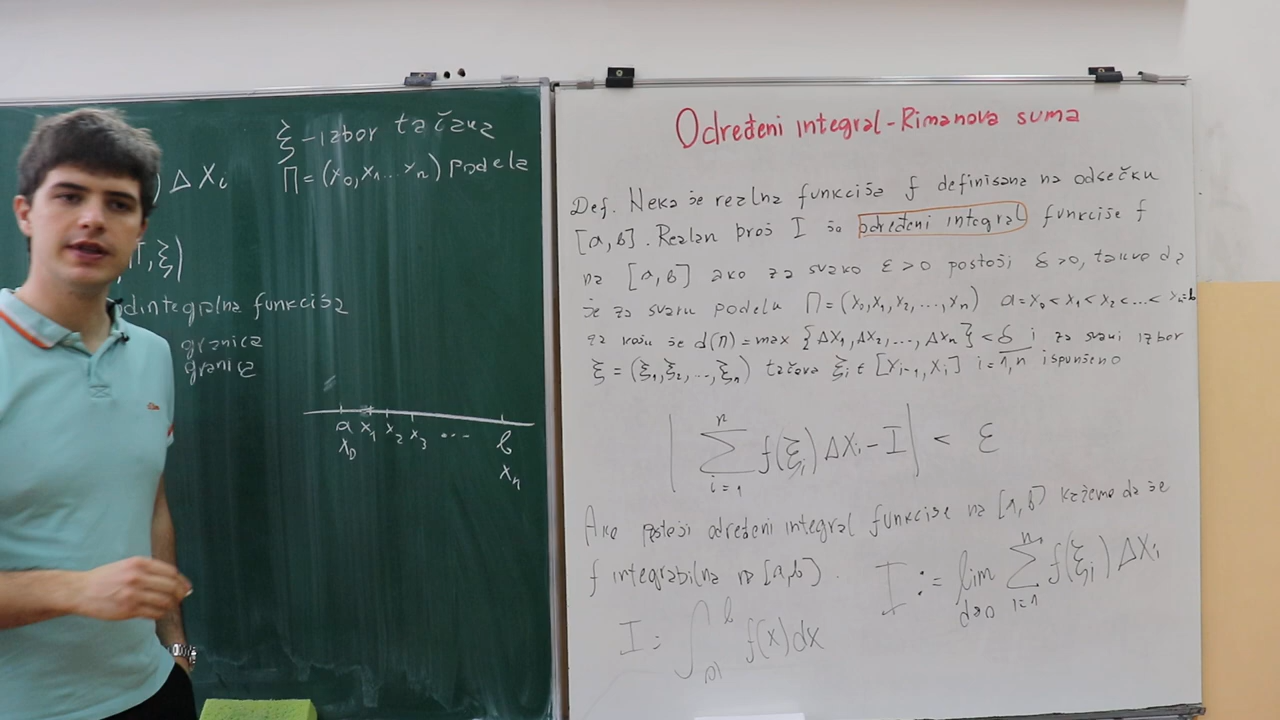 ξ - izbor tačaka
) Δ Xi
Π = (x0, x1 ... xn) podela
, ξ)
dintegralna funkcija
granica
granica
a x1 x2 x3 ... b
x0 xn
Određeni integral - Rimanova suma
Def. Neka je realna funkcija f definisana na odsečku
[a, b]. Realan broj I je određeni integral funkcije f
na [a, b] ako za svako ε > 0 postoji δ > 0, takvo da
je za svaku podelu Π = (x0, x1, x2, ..., xn) a = x0 < x1 < x2 < ... < xn = b
za koju je d(Π) = max {Δx1, Δx2, ..., Δxn} < δ i za svaki izbor
ξ = (ξ1, ξ2, ..., ξn) tačaka ξi ∈ [xi-1, xi] i = 1, n ispunjeno
| ∑ i=1 n f(ξi) ΔXi - I | < ε
Ako postoji određeni integral funkcije na [a, b] kažemo da je
f integrabilna na [a, b].
I := lim d→0 ∑ i=1 n f(ξi) ΔXi
I = ∫ a b f(x) dx